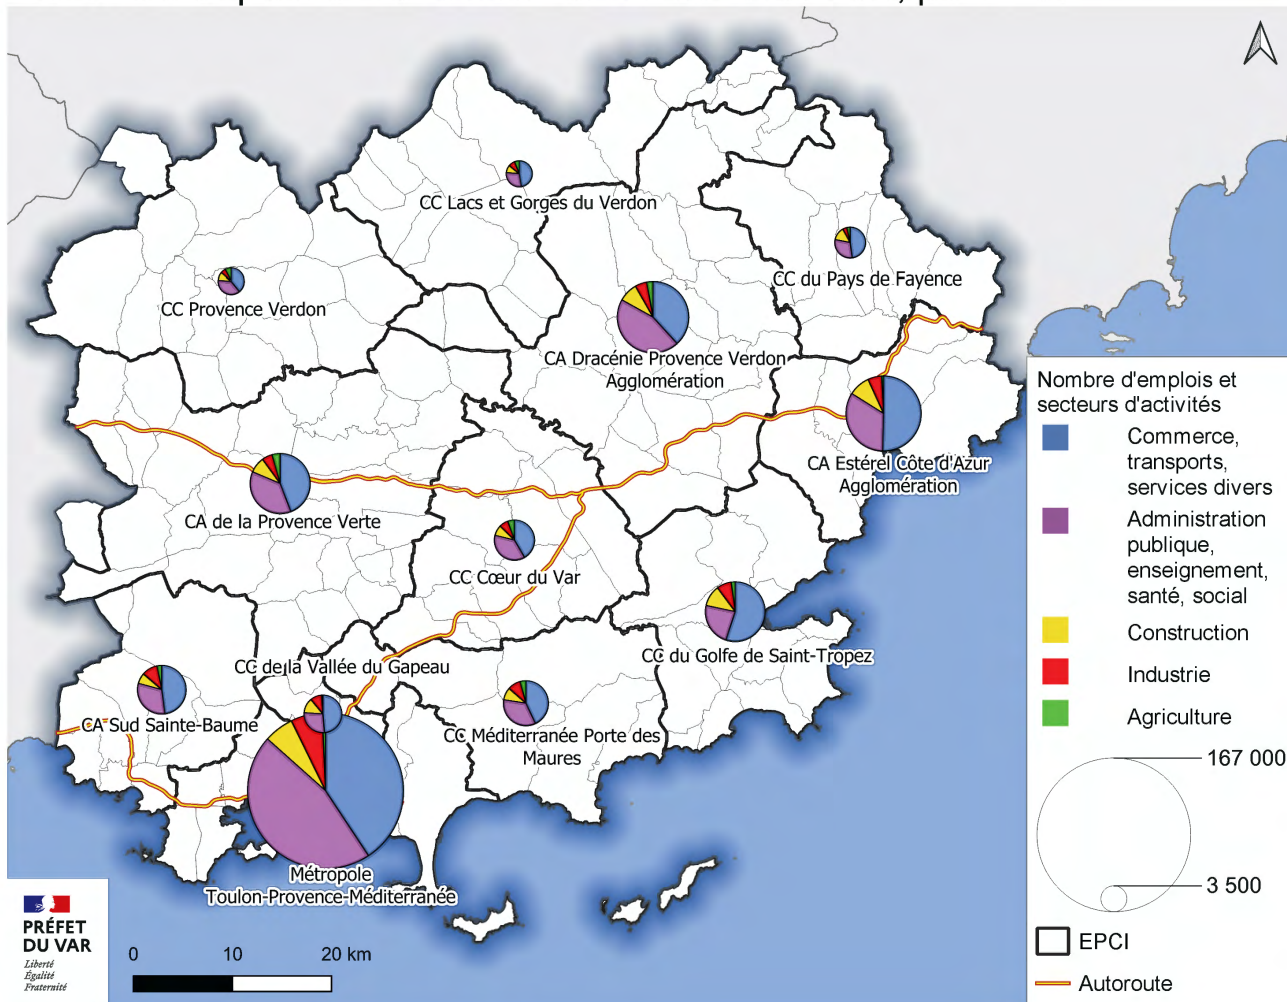 CC Lacs et Gorges du Verdon
CC du Pays de Fayence
CC Provence Verdon
CA Dracénie Provence Verdon
Agglomération
CA Estérel Côte d'Azur
Agglomération
CA de la Provence Verte
CC Cœur du Var
CC du Golfe de Saint-Tropez
CC de la Vallée du Gapeau
CA Sud Sainte-Baume
CC Méditerranée Porte des
Maures
Métropole
Toulon-Provence-Méditerranée
Nombre d'emplois et
secteurs d'activités
Commerce,
transports,
services divers
Administration
publique,
enseignement,
santé, social
Construction
Industrie
Agriculture
167 000
3 500
EPCI
Autoroute
PRÉFET
DU VAR
Liberté
Égalité
Fraternité
0 10 20 km